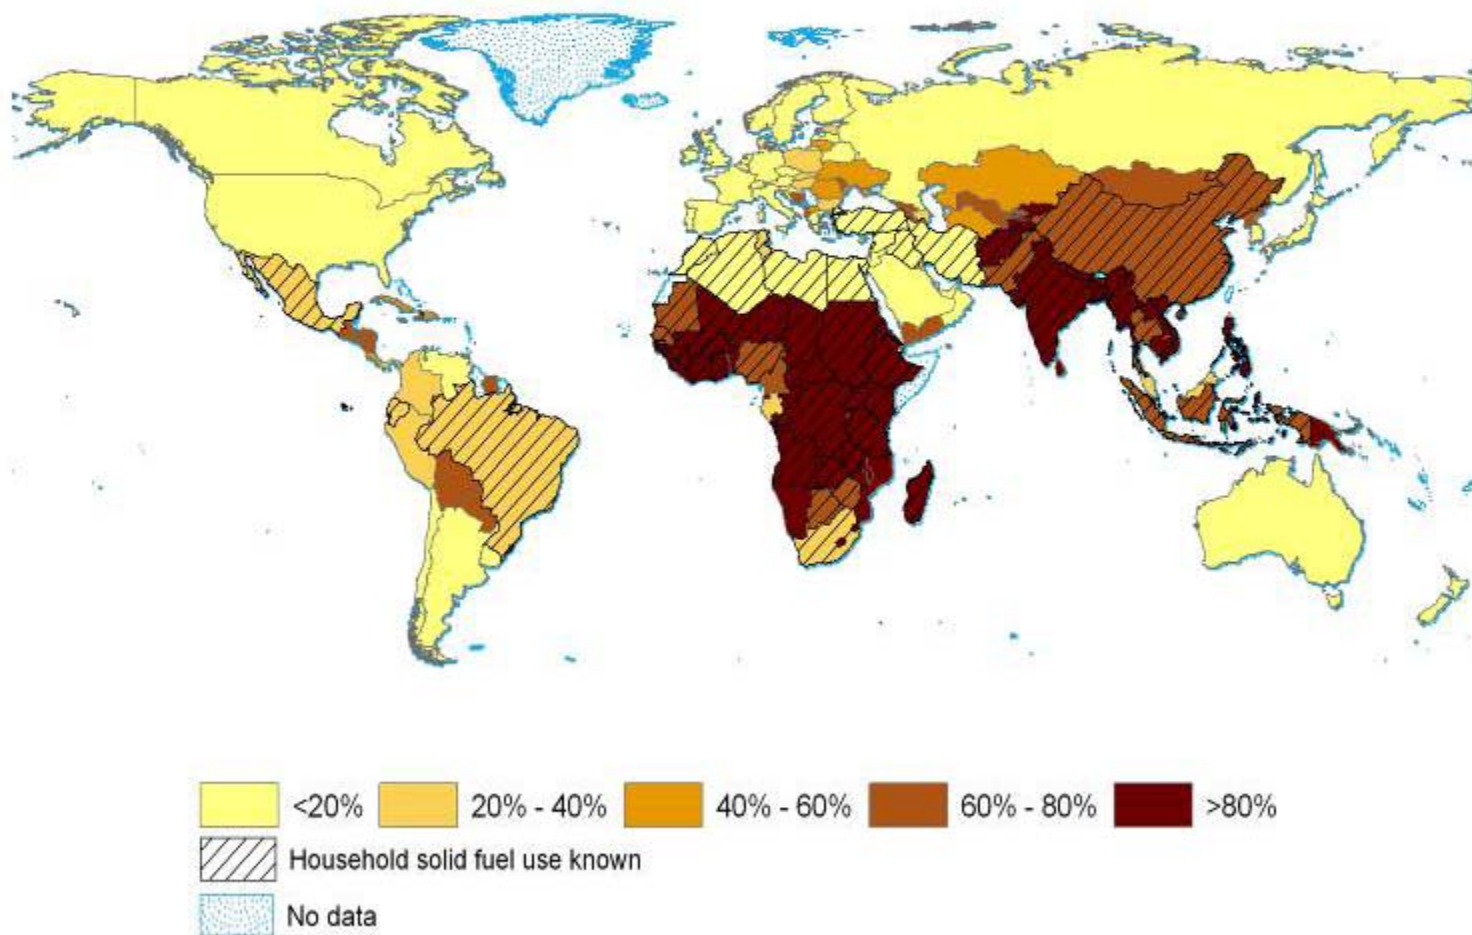 <20% 20% - 40% 40% - 60% 60% - 80% >80%
Household solid fuel use known
No data